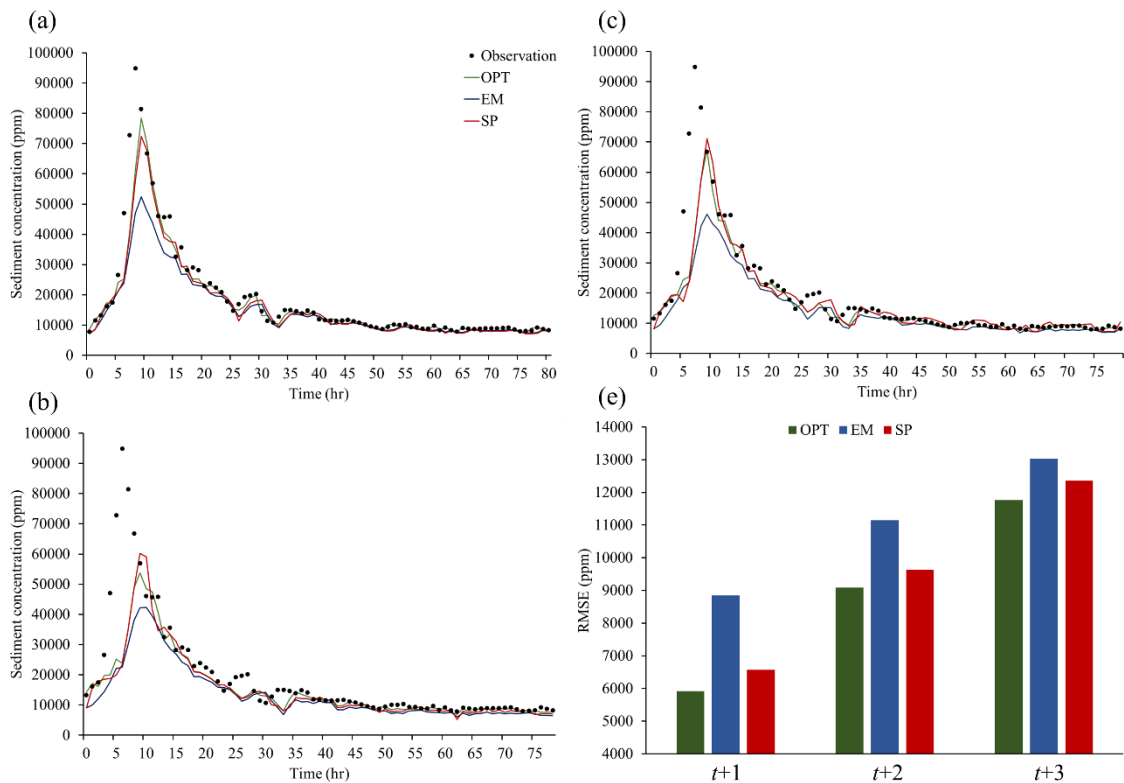 (a)
100000
90000
80000
70000
60000
50000
40000
30000
20000
10000
0
Sediment concentration (ppm)
Observation
OPT
EM
SP
0 5 10 15 20 25 30 35 40 45 50 55 60 65 70 75 80
Time (hr)
(c)
100000
90000
80000
70000
60000
50000
40000
30000
20000
10000
0
Sediment concentration (ppm)
0 5 10 15 20 25 30 35 40 45 50 55 60 65 70 75
Time (hr)
(b)
100000
90000
80000
70000
60000
50000
40000
30000
20000
10000
0
Sediment concentration (ppm)
0 5 10 15 20 25 30 35 40 45 50 55 60 65 70 75
Time (hr)
(e)
OPT EM SP
13000
12000
11000
10000
9000
8000
7000
6000
5000
4000
RMSE (ppm)
t+1 t+2 t+3